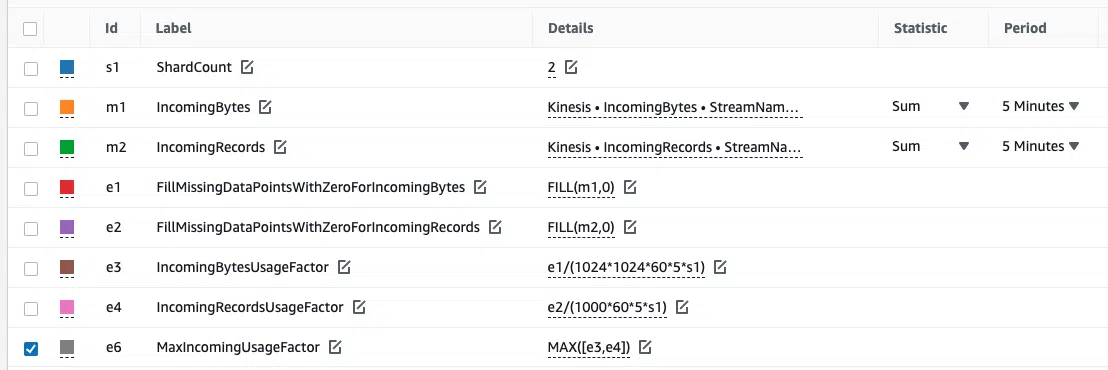 Id Label Details Statistic Period
s1 ShardCount 2
m1 IncomingBytes Kinesis • IncomingBytes • StreamNam... Sum 5 Minutes
m2 IncomingRecords Kinesis • IncomingRecords • StreamNa... Sum 5 Minutes
e1 FillMissingDataPointsWithZeroForIncomingBytes FILL(m1,0)
e2 FillMissingDataPointsWithZeroForIncomingRecords FILL(m2,0)
e3 IncomingBytesUsageFactor e1/(1024*1024*60*5*s1)
e4 IncomingRecordsUsageFactor e2/(1000*60*5*s1)
e6 MaxIncomingUsageFactor MAX([e3,e4])